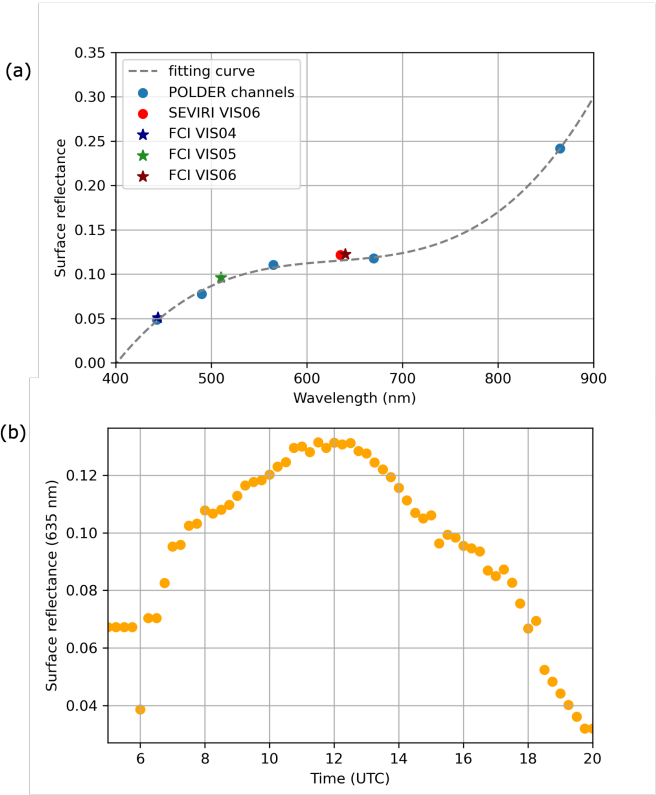 (a)
0.35
0.30
0.25
0.20
0.15
0.10
0.05
0.00
Surface reflectance
fitting curve
POLDER channels
SEVIRI VIS06
FCI VIS04
FCI VIS05
FCI VIS06
400 500 600 700 800 900
Wavelength (nm)
(b)
0.12
0.10
0.08
0.06
0.04
Surface reflectance (635 nm)
6 8 10 12 14 16 18 20
Time (UTC)